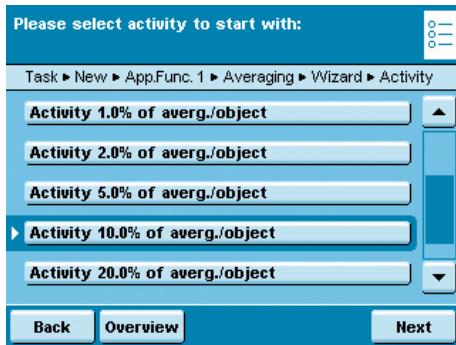 Please select activity to start with:
Task ▸ New ▸ App.Func. 1 ▸ Averaging ▸ Wizard ▸ Activity
Activity 1.0% of averg./object
Activity 2.0% of averg./object
Activity 5.0% of averg./object
Activity 10.0% of averg./object
Activity 20.0% of averg./object
Back Overview Next